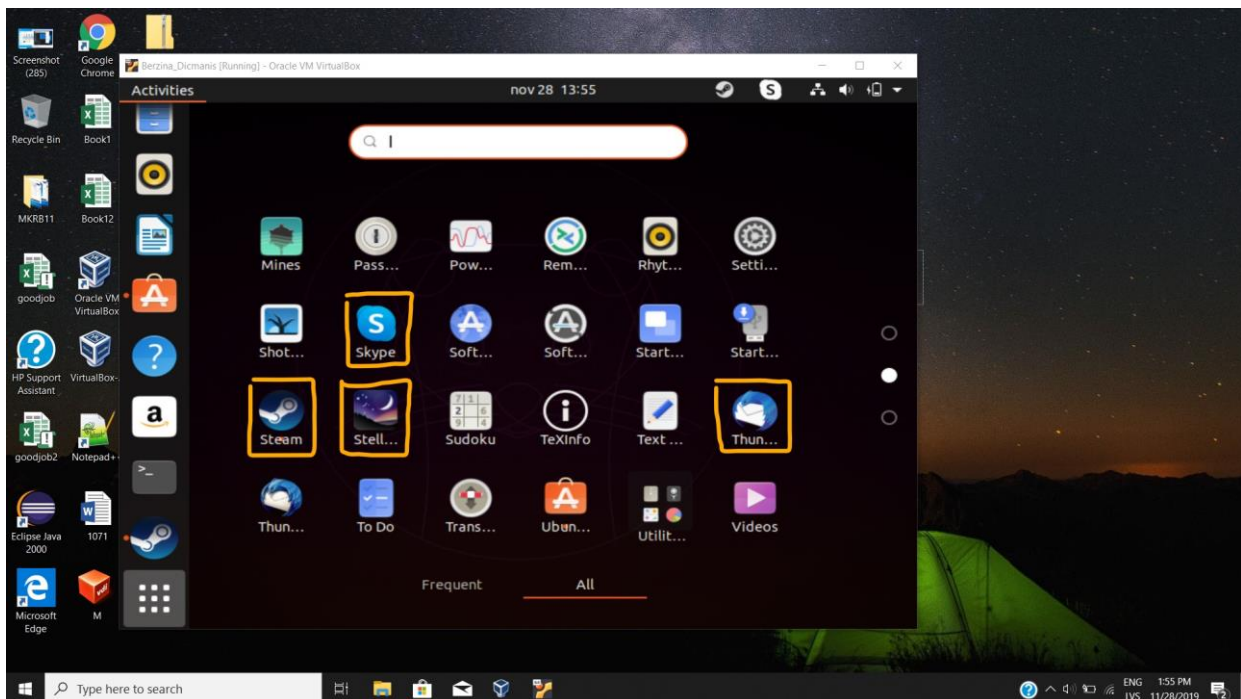 Screenshot (285)
Google Chrome
Recycle Bin
Book1
MKRB11
Book12
goodjob
Oracle VM VirtualBox
HP Support Assistant
VirtualBox-
goodjob2
Notepad+
Eclipse Java 2000
1071
Microsoft Edge
M
Berzina_Dicmanis [Running] - Oracle VM VirtualBox
Activities
nov 28 13:55
Mines
Pass...
Pow...
Rem...
Rhyt...
Setti...
Shot...
Skype
Soft...
Soft...
Start...
Start...
Steam
Stell...
Sudoku
TeXInfo
Text ...
Thun...
Thun...
To Do
Trans...
Ubun...
Utilit...
Videos
Frequent
All
Type here to search
ENG
LVS
1:55 PM
11/28/2019